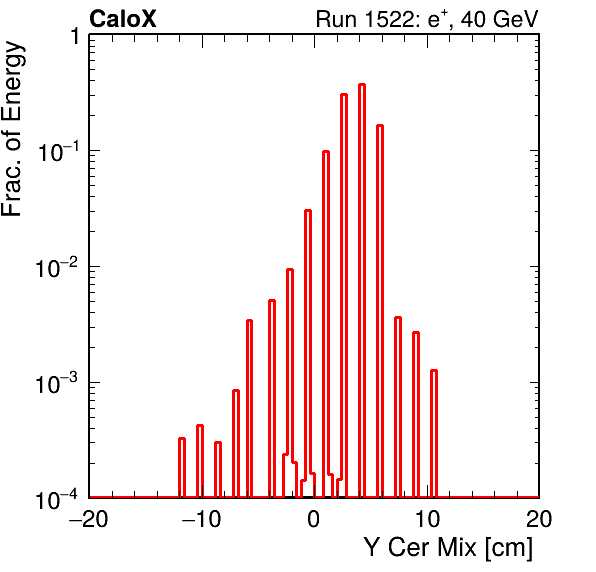 CaloX Run 1522: e⁺, 40 GeV
Frac. of Energy
1
10⁻¹
10⁻²
10⁻³
10⁻⁴
−20 −10 0 10 20
Y Cer Mix [cm]